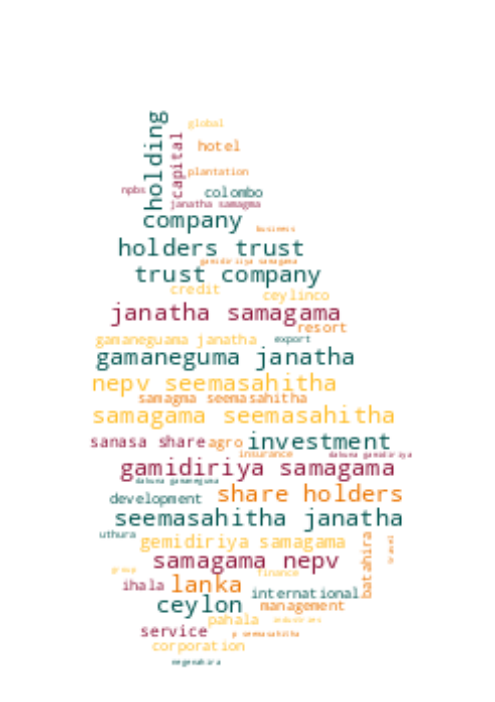 global
holding
capital
hotel
plantation
npbs
colombo
janatha samagma
company
business
holders trust
gamidiriya samagama
trust company
credit
ceylinco
janatha samagama
resort
gamaneguama janatha
export
gamaneguma janatha
nepv seemasahitha
samagma seemasahitha
samagama seemasahitha
sanasa share
agro
investment
insurance
dakuna gamidiriya
gamidiriya samagama
dakuna gamaneguma
development
share holders
seemasahitha janatha
uthura
gemidiriya samagama
batahira
travel
samagama nepv
group
finance
ihala
lanka
international
ceylon
management
pahala
industries
service
p seemasahitha
corporation
negenahira